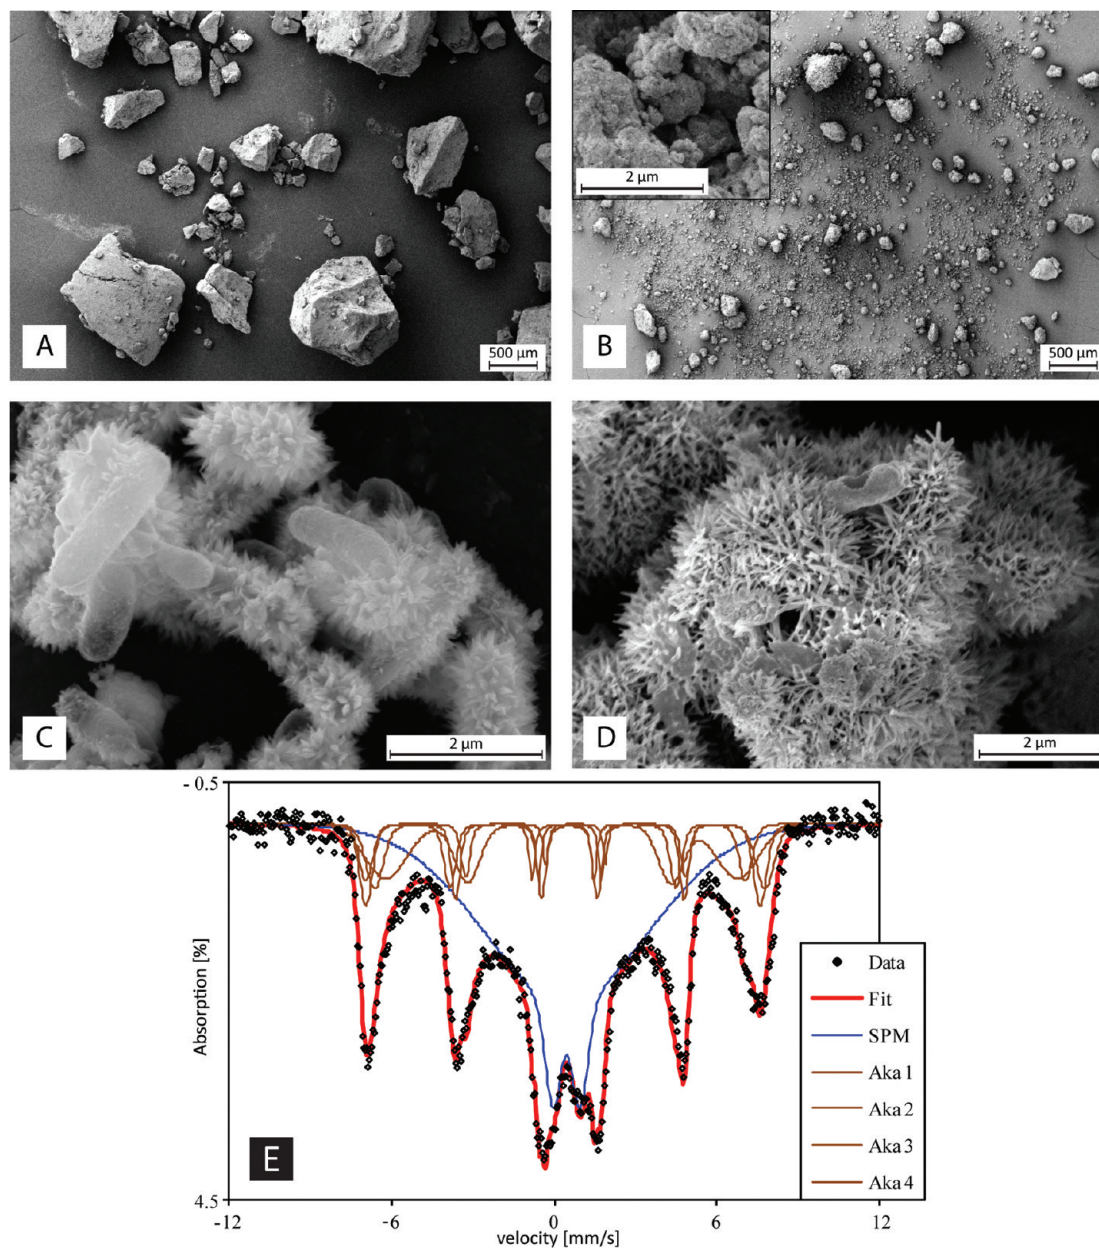 2 µm
A
500 µm
B
500 µm
C
2 µm
D
2 µm
- 0.5
Absorption [%]
4.5
-12
-6
0
6
12
velocity [mm/s]
E
Data
Fit
SPM
Aka 1
Aka 2
Aka 3
Aka 4